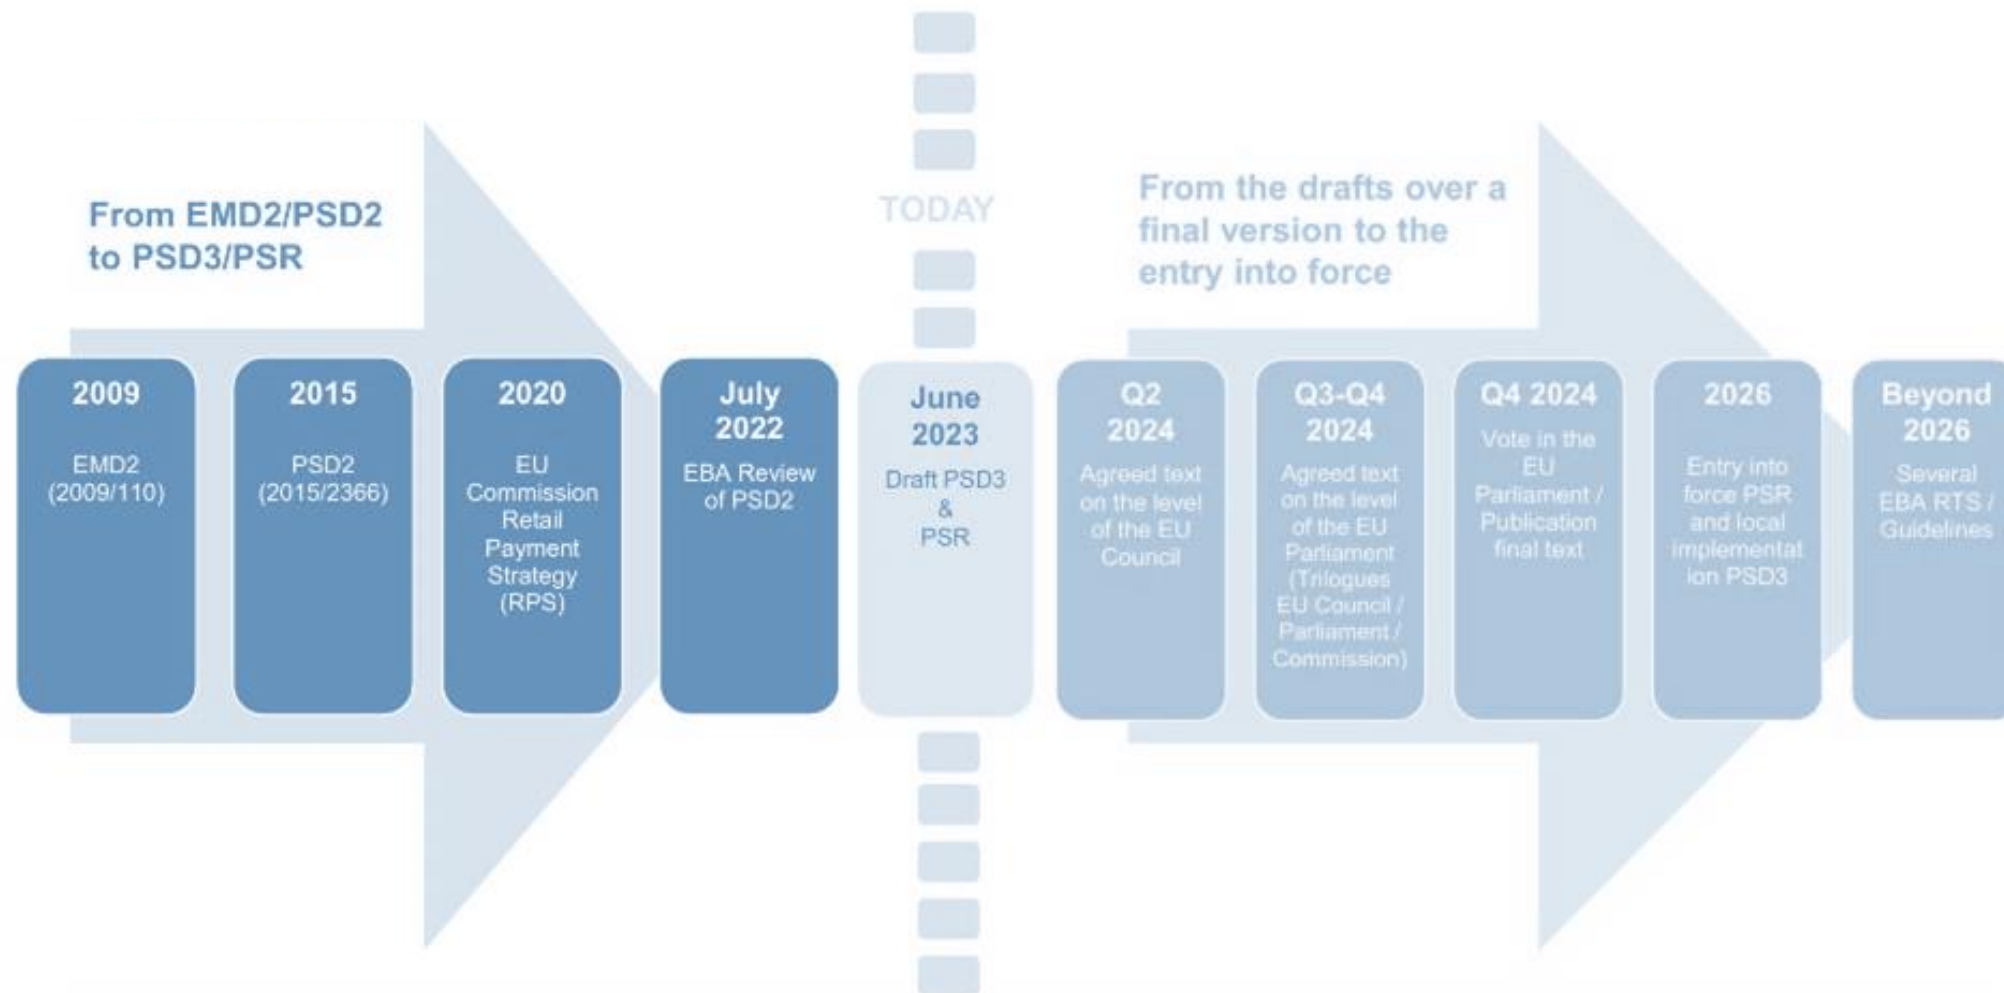 From EMD2/PSD2
to PSD3/PSR
TODAY
From the drafts over a
final version to the
entry into force
2009
EMD2
(2009/110)
2015
PSD2
(2015/2366)
2020
EU
Commission
Retail
Payment
Strategy
(RPS)
July
2022
EBA Review
of PSD2
June
2023
Draft PSD3
&
PSR
Q2
2024
Agreed text
on the level
of the EU
Council
Q3-Q4
2024
Agreed text
on the level
of the EU
Parliament
(Trilogues
EU Council /
Parliament /
Commission)
Q4 2024
Vote in the
EU
Parliament /
Publication
final text
2026
Entry into
force PSR
and local
implementat
ion PSD3
Beyond
2026
Several
EBA RTS /
Guidelines